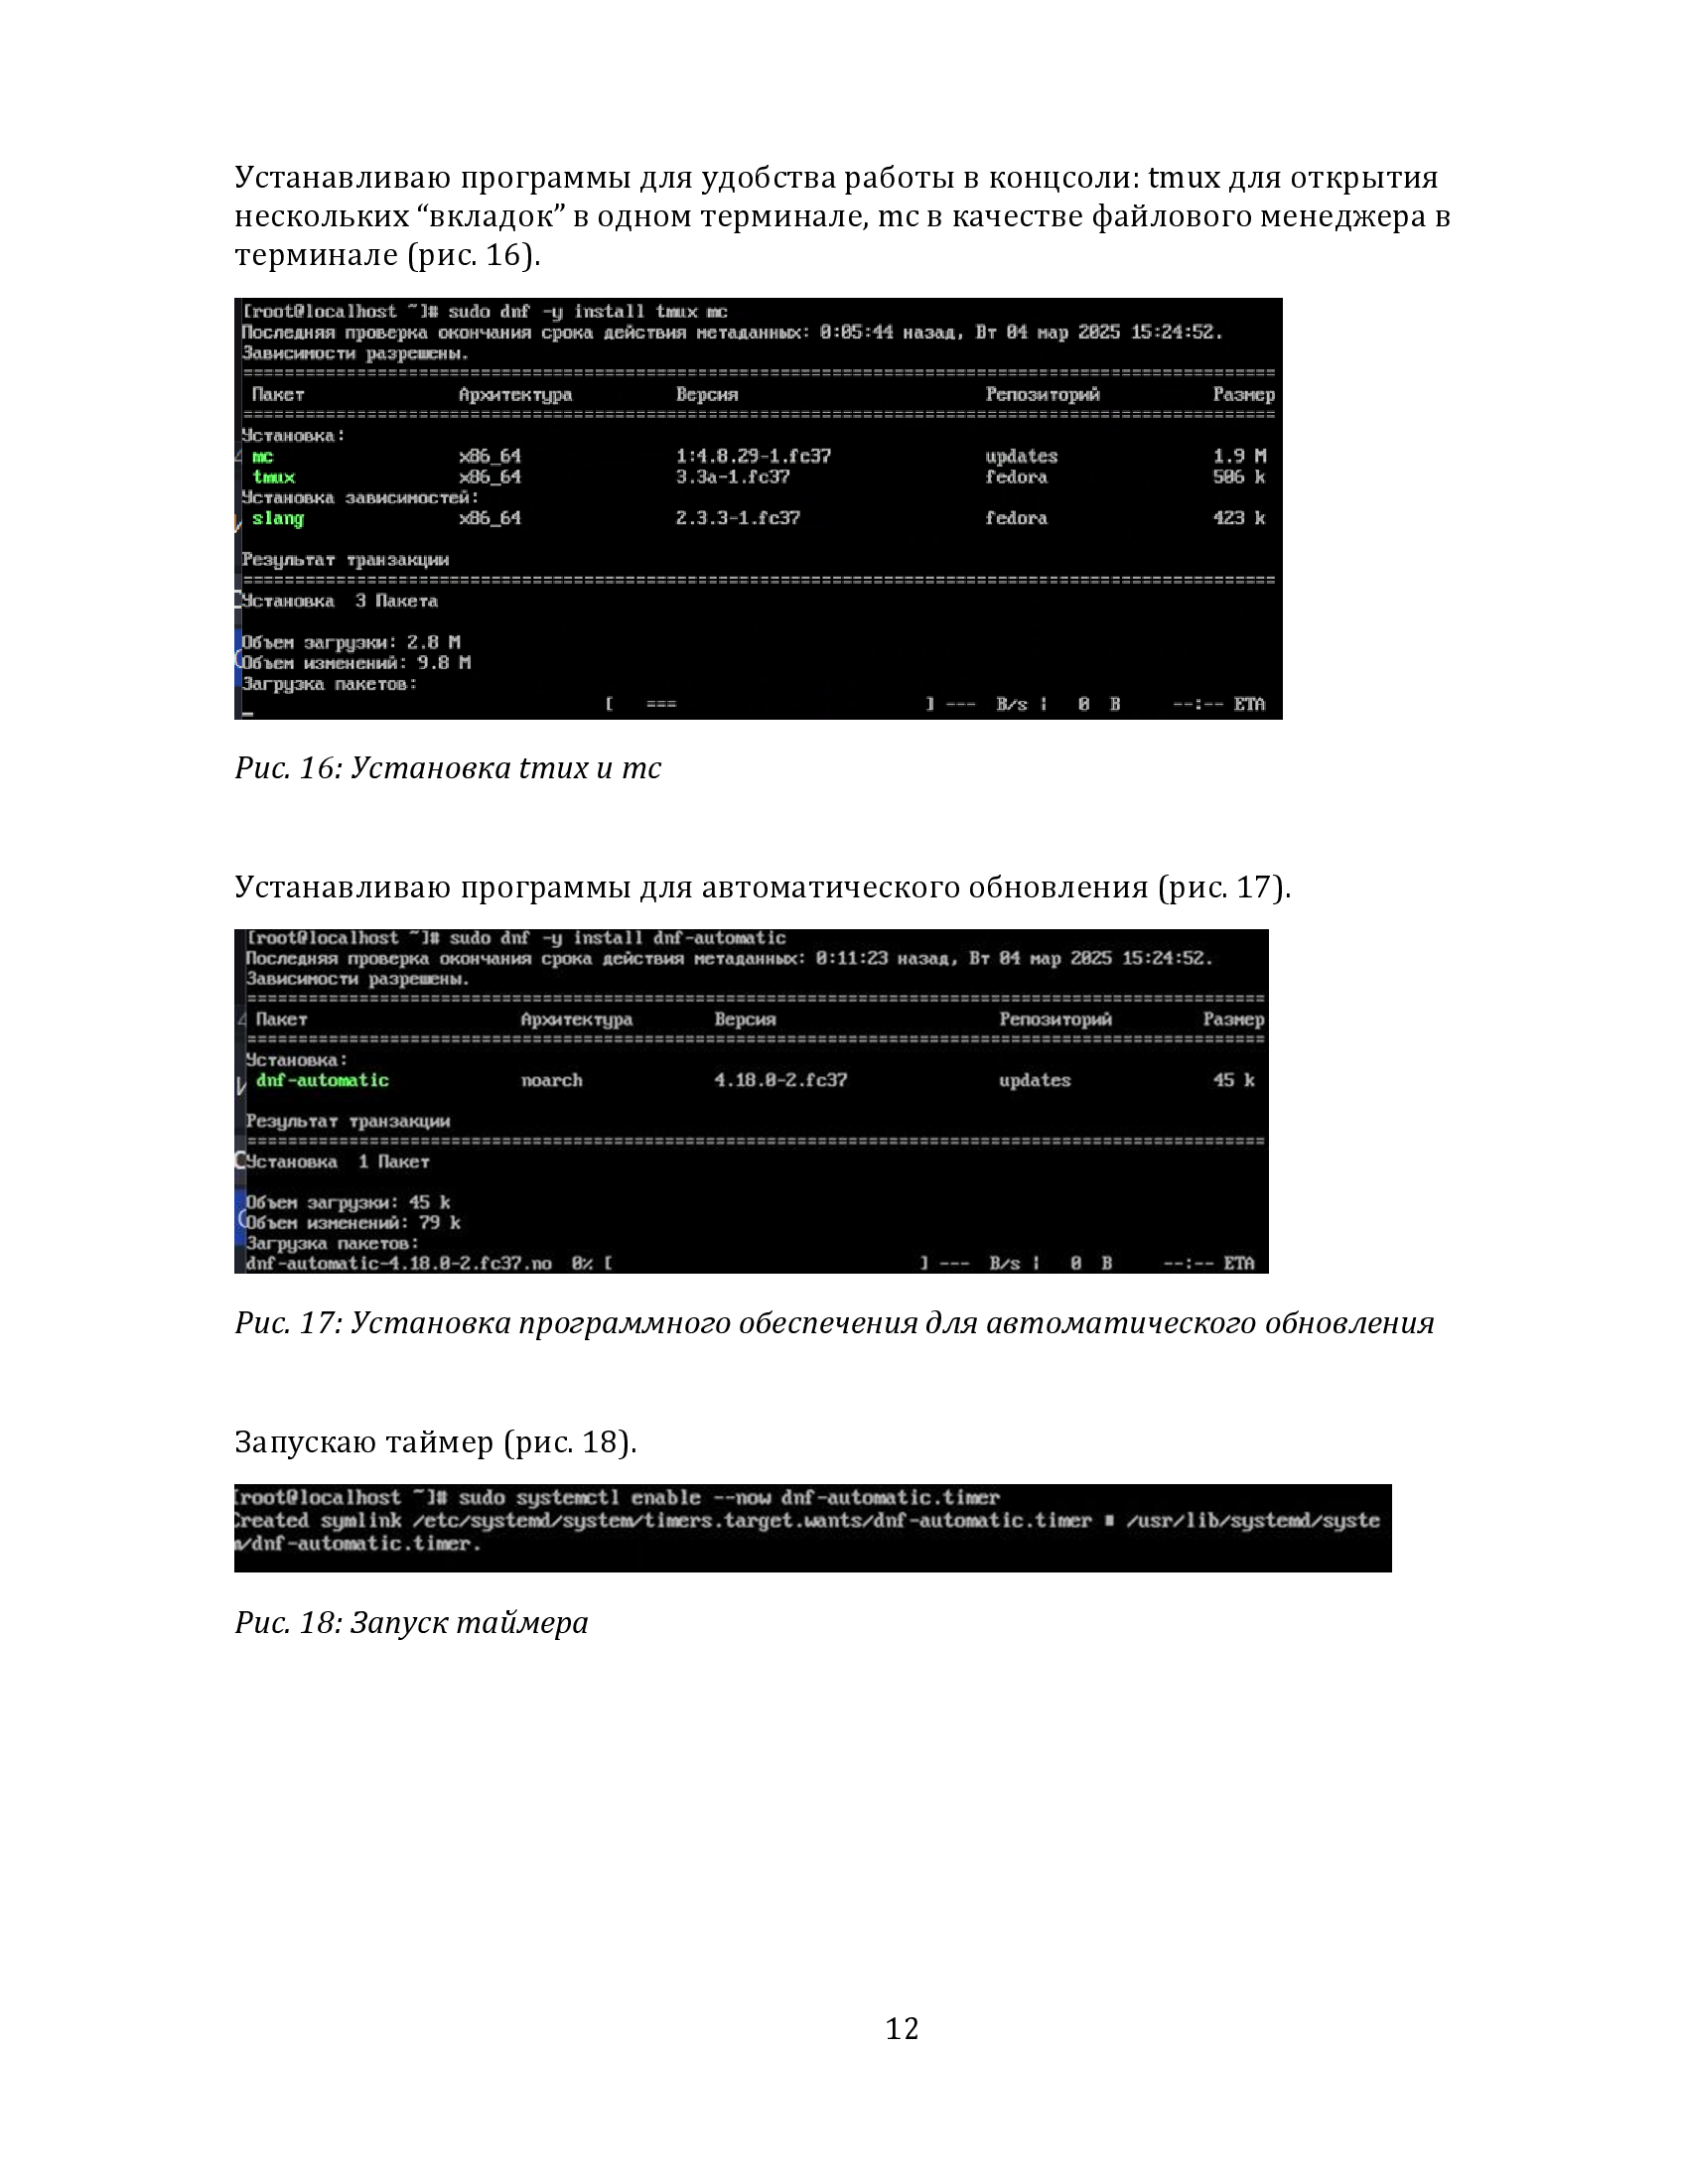 Устанавливаю программы для удобства работы в концсоли: tmux для открытия
нескольких “вкладок” в одном терминале, mc в качестве файлового менеджера в
терминале (рис. 16).
[root@localhost ~]# sudo dnf -y install tmux mc
Последняя проверка окончания срока действия метаданных: 0:05:44 назад, Вт 04 мар 2025 15:24:52.
Зависимости разрешены.
================================================================================
Пакет Архитектура Версия Репозиторий Размер
================================================================================
Установка:
mc x86_64 1:4.8.29-1.fc37 updates 1.9 M
tmux x86_64 3.3a-1.fc37 fedora 506 k
Установка зависимостей:
slang x86_64 2.3.3-1.fc37 fedora 423 k
Результат транзакции
================================================================================
Установка 3 Пакета
Объем загрузки: 2.8 M
Объем изменений: 9.8 M
Загрузка пакетов:
[ === ] --- B/s | 0 B --:-- ETA
Рис. 16: Установка tmux и mc
Устанавливаю программы для автоматического обновления (рис. 17).
[root@localhost ~]# sudo dnf -y install dnf-automatic
Последняя проверка окончания срока действия метаданных: 0:11:23 назад, Вт 04 мар 2025 15:24:52.
Зависимости разрешены.
================================================================================
Пакет Архитектура Версия Репозиторий Размер
================================================================================
Установка:
dnf-automatic noarch 4.18.0-2.fc37 updates 45 k
Результат транзакции
================================================================================
Установка 1 Пакет
Объем загрузки: 45 k
Объем изменений: 79 k
Загрузка пакетов:
dnf-automatic-4.18.0-2.fc37.no 0% [ ] --- B/s | 0 B --:-- ETA
Рис. 17: Установка программного обеспечения для автоматического обновления
Запускаю таймер (рис. 18).
[root@localhost ~]# sudo systemctl enable --now dnf-automatic.timer
Created symlink /etc/systemd/system/timers.target.wants/dnf-automatic.timer ■ /usr/lib/systemd/syste
m/dnf-automatic.timer.
Рис. 18: Запуск таймера
12